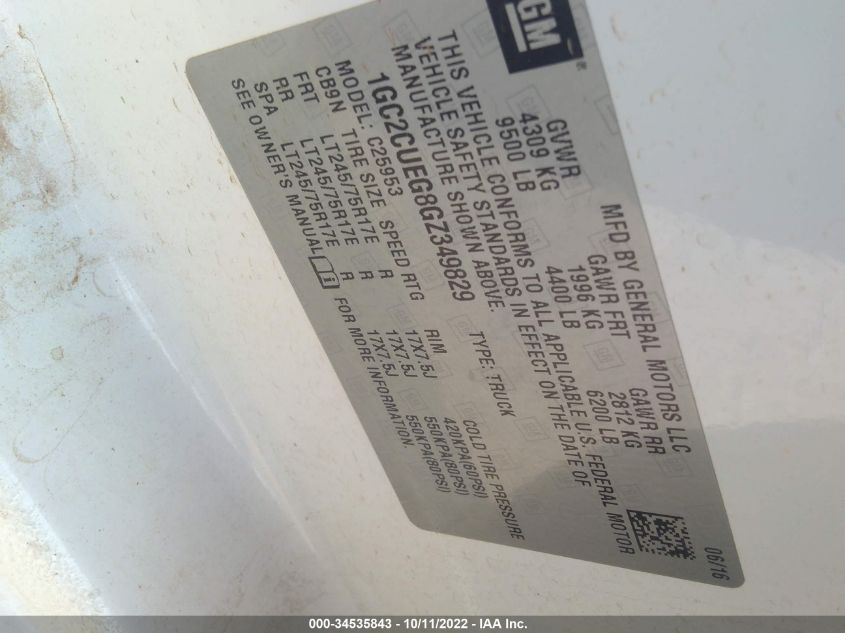 GM
®
MFD BY GENERAL MOTORS LLC
06/16
GVWR GAWR FRT GAWR RR
4309 KG 1996 KG 2812 KG
9500 LB 4400 LB 6200 LB
THIS VEHICLE CONFORMS TO ALL APPLICABLE U.S. FEDERAL MOTOR
VEHICLE SAFETY STANDARDS IN EFFECT ON THE DATE OF
MANUFACTURE SHOWN ABOVE.
1GC2CUEG8GZ349829 TYPE: TRUCK
MODEL: C25953
CB9N TIRE SIZE SPEED RTG RIM COLD TIRE PRESSURE
FRT LT245/75R17E R 17X7.5J 420KPA(60PSI)
RR LT245/75R17E R 17X7.5J 550KPA(80PSI)
SPA LT245/75R17E R 17X7.5J 550KPA(80PSI)
SEE OWNER'S MANUAL FOR MORE INFORMATION.
000-34535843 - 10/11/2022 - IAA Inc.